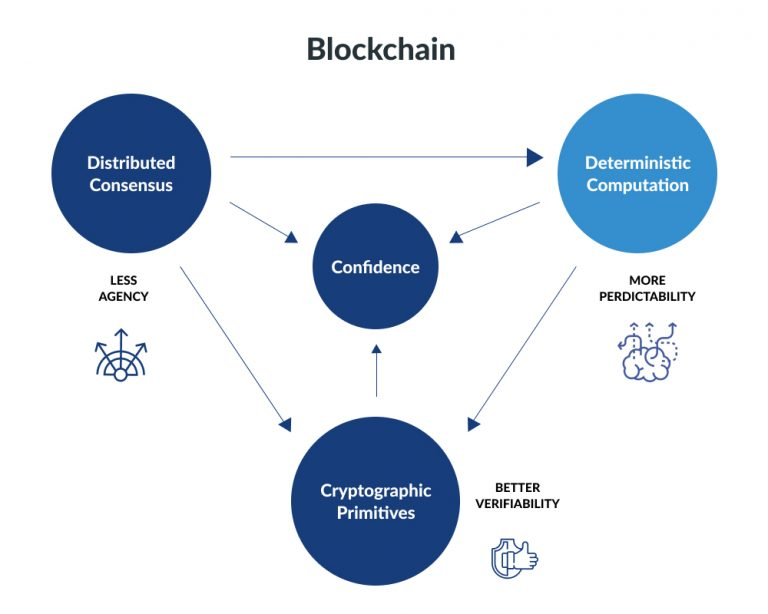 Blockchain
Distributed
Consensus
Deterministic
Computation
Confidence
LESS
AGENCY
MORE
PERDICTABILITY
Cryptographic
Primitives
BETTER
VERIFIABILITY